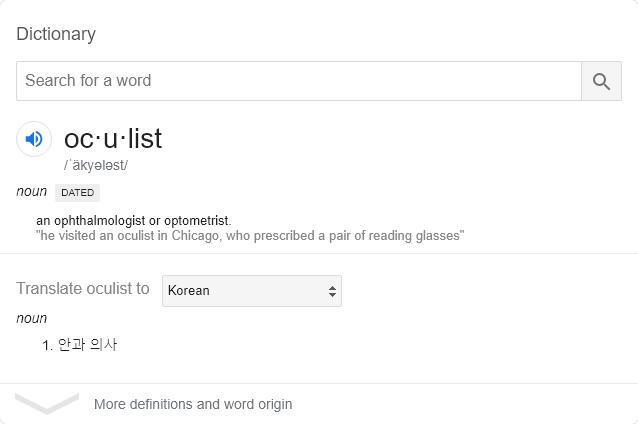 Dictionary
Search for a word
oc·u·list
/ˈäkyələst/
noun DATED
an ophthalmologist or optometrist.
"he visited an oculist in Chicago, who prescribed a pair of reading glasses"
Translate oculist to Korean
noun
1. 안과 의사
More definitions and word origin